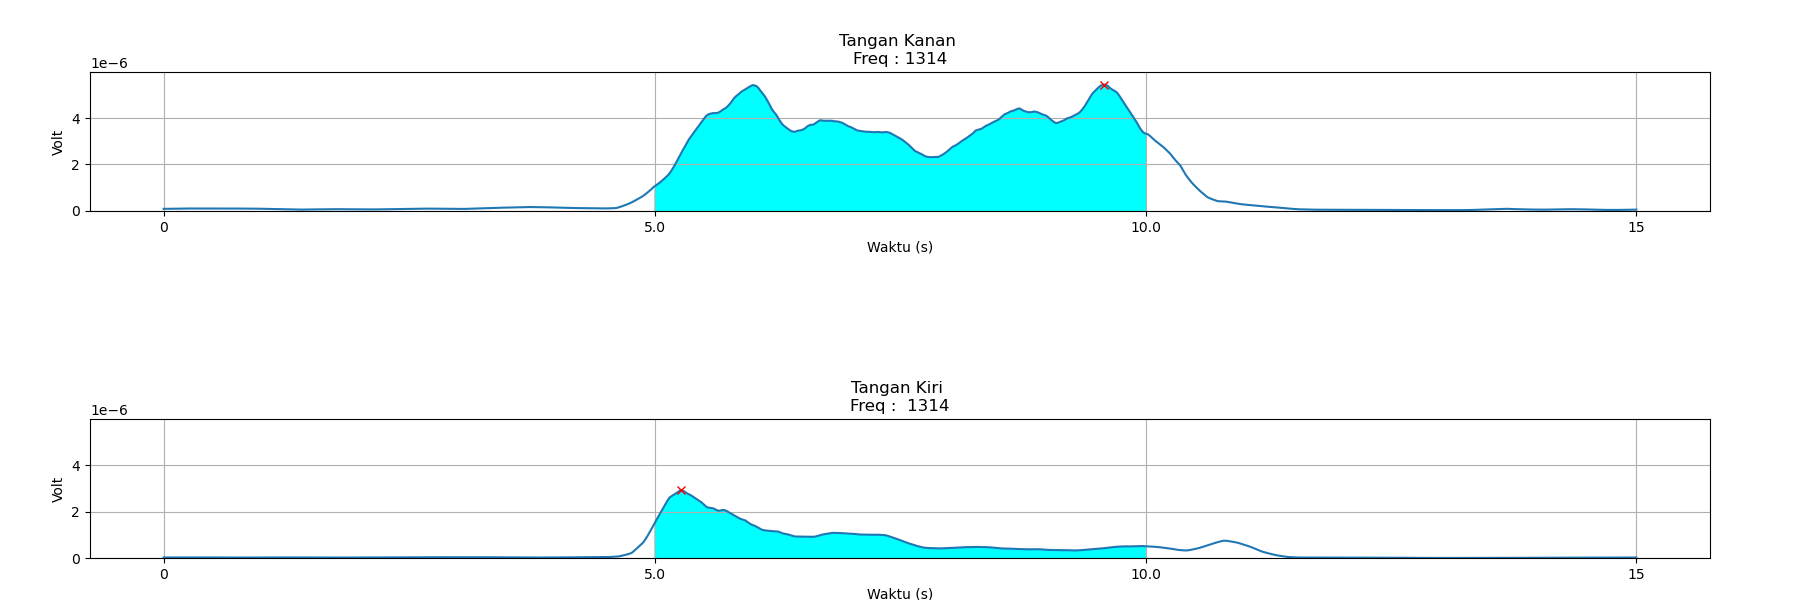 Tangan Kanan
Freq : 1314
1e−6
Volt
4
2
0
0 5.0 10.0 15
Waktu (s)
Tangan Kiri
Freq :  1314
1e−6
Volt
4
2
0
0 5.0 10.0 15
Waktu (s)